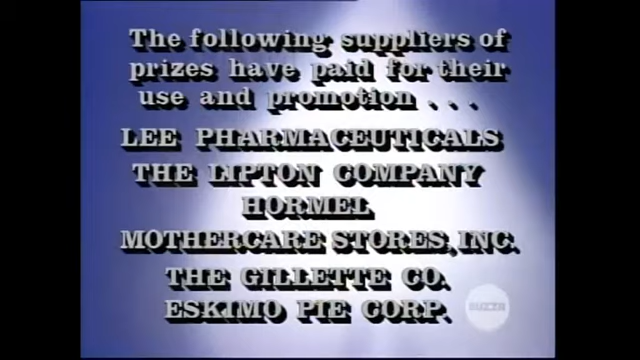 The following suppliers of
prizes have paid for their
use and promotion . . .
LEE PHARMACEUTICALS
THE LIPTON COMPANY
HORMEL
MOTHERCARE STORES, INC.
THE GILLETTE CO.
ESKIMO PIE CORP.
BUZZR